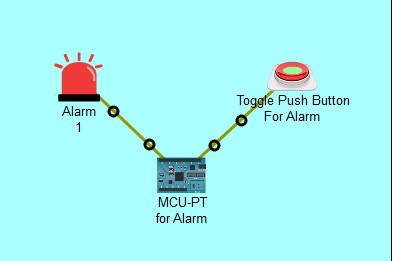 Alarm
1
Toggle Push Button
For Alarm
MCU-PT
for Alarm